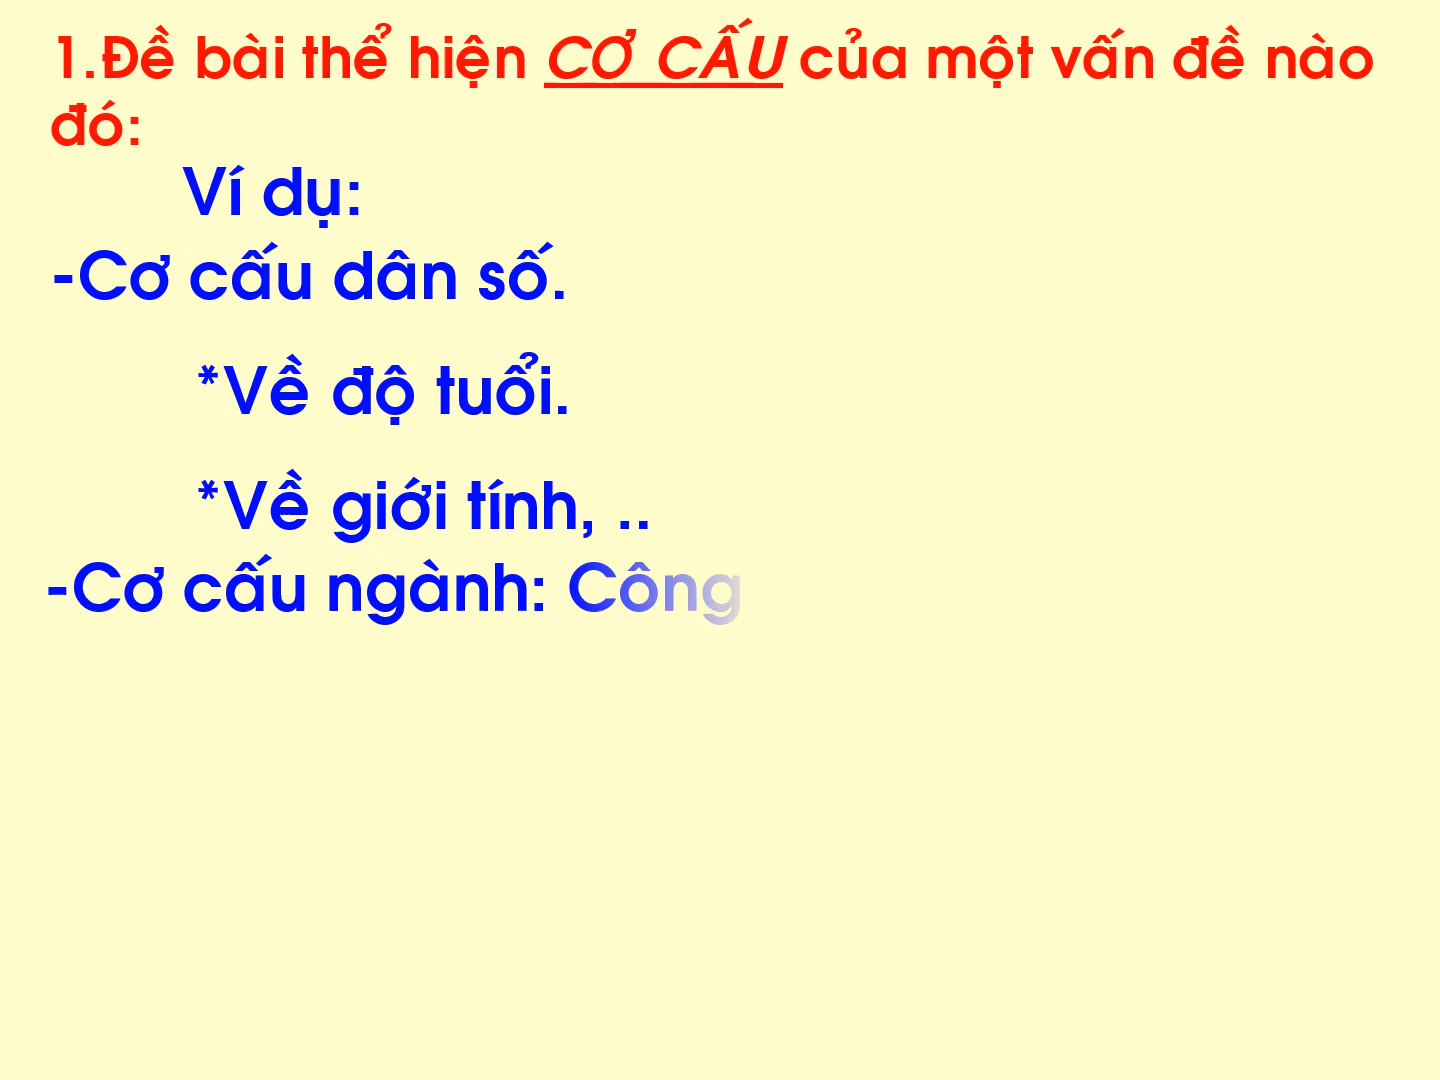 1.Đề bài thể hiện CƠ CẤU của một vấn đề nào
đó:
Ví dụ:
-Cơ cấu dân số.
*Về độ tuổi.
*Về giới tính, ..
-Cơ cấu ngành: Công